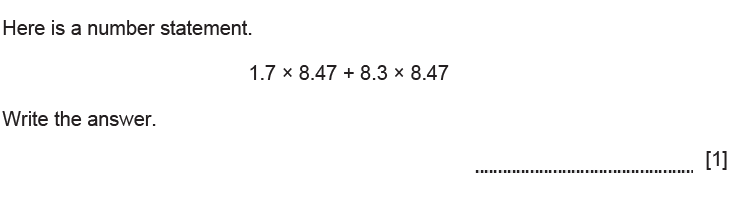 Here is a number statement.
1.7 × 8.47 + 8.3 × 8.47
Write the answer.
................................................ [1]